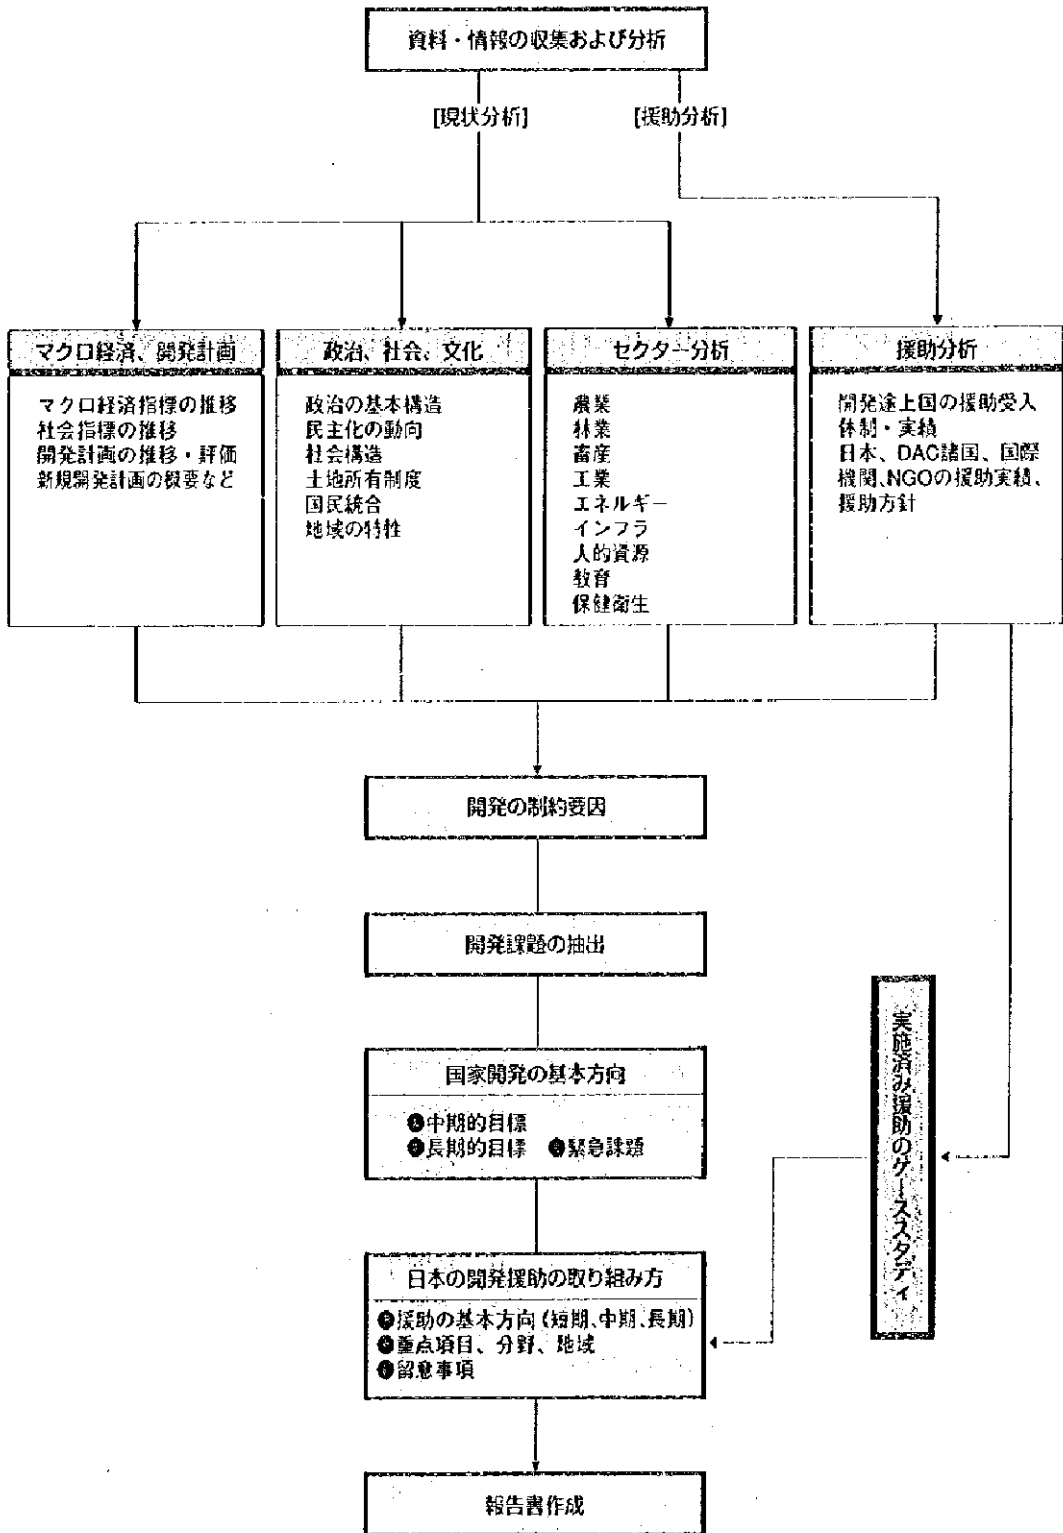 資料・情報の収集および分析
[現状分析]
[援助分析]
マクロ経済、開発計画
マクロ経済指標の推移
社会指標の推移
開発計画の推移・評価
新規開発計画の概要など
政治、社会、文化
政治の基本構造
民主化の動向
社会構造
土地所有制度
国民統合
地域の特性
セクター分析
農業
林業
畜産
工業
エネルギー
インフラ
人的資源
教育
保健衛生
援助分析
開発途上国の援助受入
体制・実績
日本、DAC諸国、国際
機関、NGOの援助実績、
援助方針
開発の制約要因
開発課題の抽出
国家開発の基本方向
●中期的目標
●長期的目標 ●緊急課題
実施済み援助のケーススタディ
日本の開発援助の取り組み方
●援助の基本方向(短期、中期、長期)
●重点項目、分野、地域
●留意事項
報告書作成